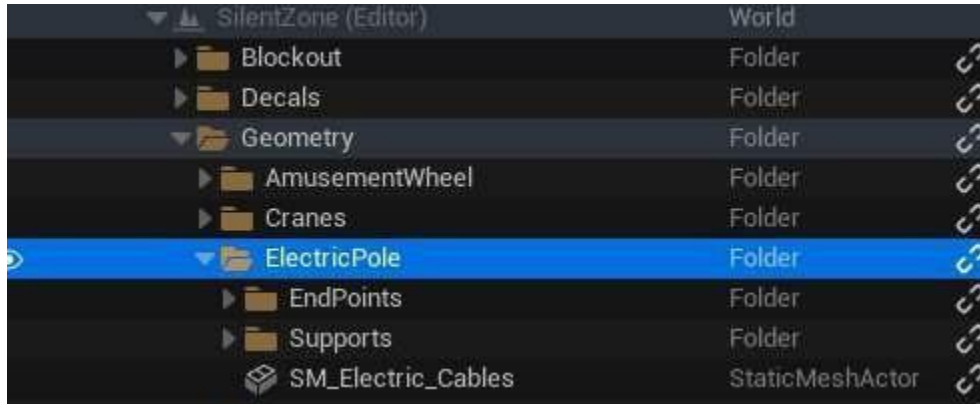 SilentZone (Editor) World
Blockout Folder
Decals Folder
Geometry Folder
AmusementWheel Folder
Cranes Folder
ElectricPole Folder
EndPoints Folder
Supports Folder
SM_Electric_Cables StaticMeshActor